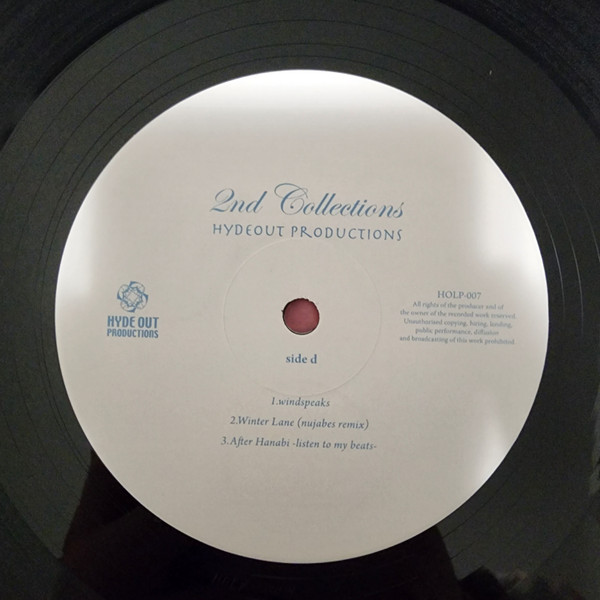 2nd Collections
HYDEOUT PRODUCTIONS
HYDE OUT
PRODUCTIONS
HOLP-007
All rights of the producer and of
the owner of the recorded work reserved.
Unauthorized copying, hiring, lending,
public performance, diffusion
and broadcasting of this work prohibited.
side d
1.windspeaks
2.Winter Lane (nujabes remix)
3.After Hanabi -listen to my beats-